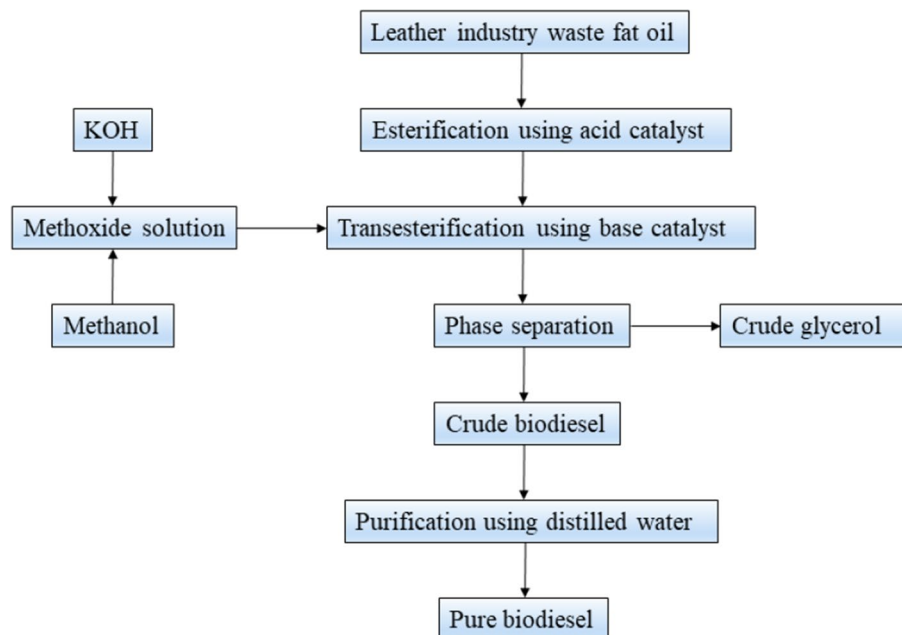 Leather industry waste fat oil
KOH
Esterification using acid catalyst
Methoxide solution
Transesterification using base catalyst
Methanol
Phase separation
Crude glycerol
Crude biodiesel
Purification using distilled water
Pure biodiesel